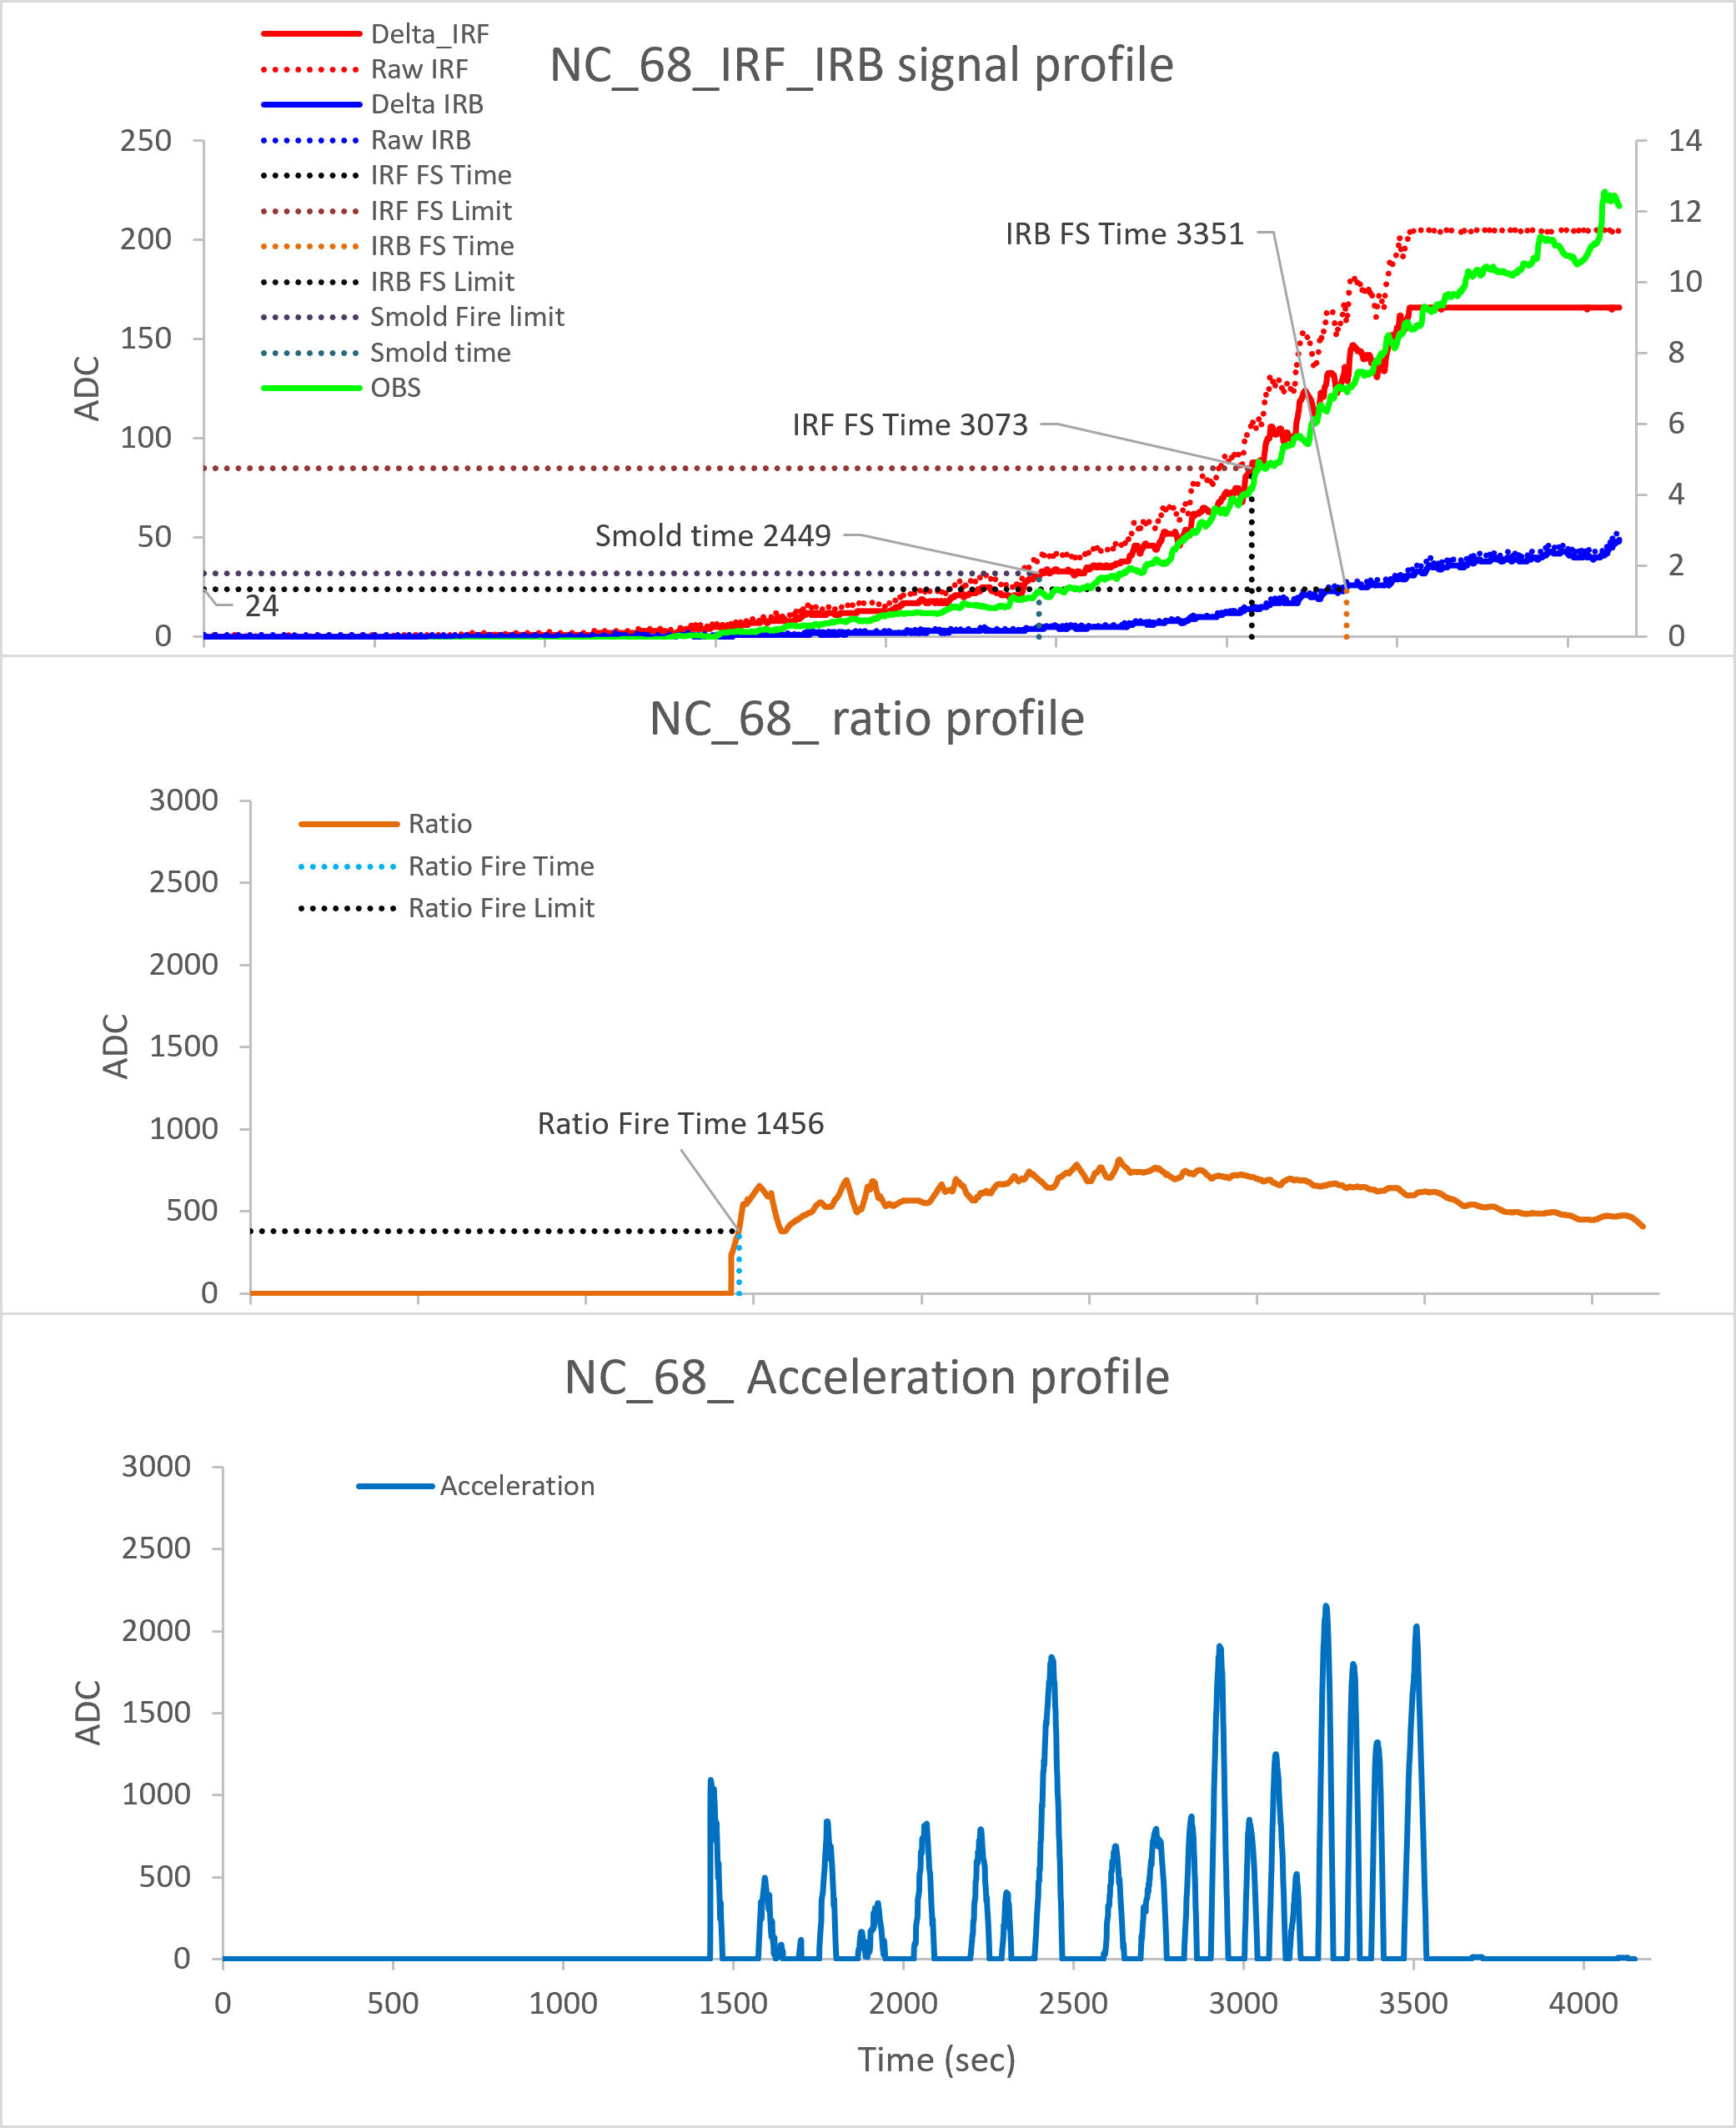 NC_68_IRF_IRB signal profile
Delta_IRF
Raw IRF
Delta IRB
Raw IRB
IRF FS Time
IRF FS Limit
IRB FS Time
IRB FS Limit
Smold Fire limit
Smold time
OBS
250
200
150
100
50
0
ADC
14
12
10
8
6
4
2
0
IRB FS Time 3351
IRF FS Time 3073
Smold time 2449
24
NC_68_ ratio profile
3000
2500
2000
1500
1000
500
0
ADC
Ratio
Ratio Fire Time
Ratio Fire Limit
Ratio Fire Time 1456
NC_68_ Acceleration profile
3000
2500
2000
1500
1000
500
0
ADC
Acceleration
0 500 1000 1500 2000 2500 3000 3500 4000
Time (sec)